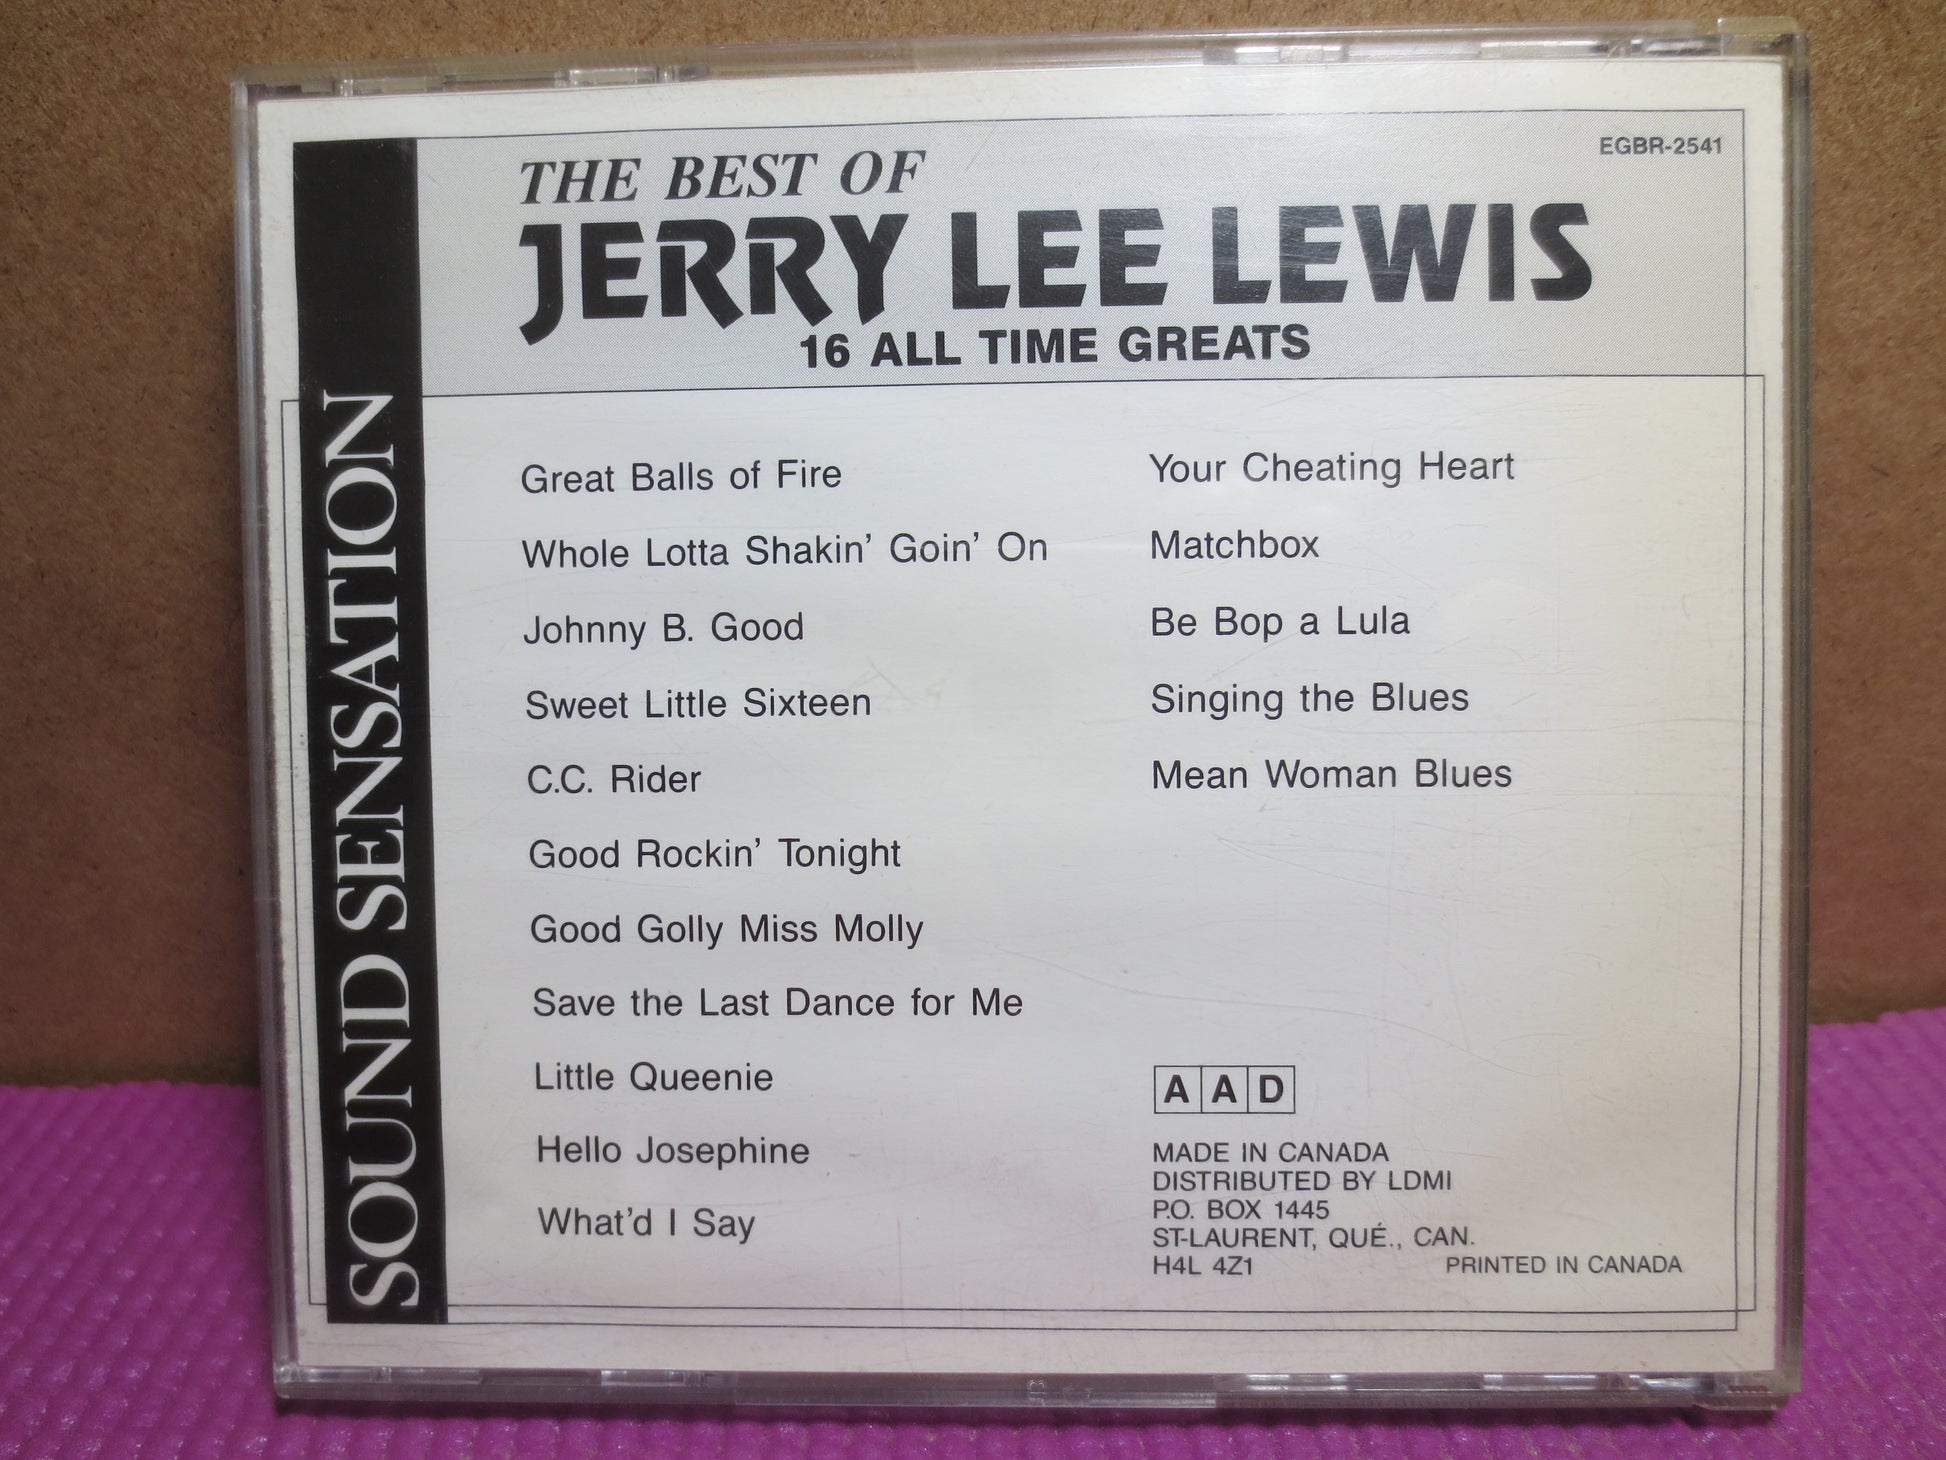 THE BEST OF
EGBR-2541
JERRY LEE LEWIS
16 ALL TIME GREATS
SOUND SENSATION
Great Balls of Fire
Whole Lotta Shakin' Goin' On
Johnny B. Good
Sweet Little Sixteen
C.C. Rider
Good Rockin' Tonight
Good Golly Miss Molly
Save the Last Dance for Me
Little Queenie
Hello Josephine
What'd I Say
Your Cheating Heart
Matchbox
Be Bop a Lula
Singing the Blues
Mean Woman Blues
A A D
MADE IN CANADA
DISTRIBUTED BY LDMI
P.O. BOX 1445
ST-LAURENT, QUÉ., CAN.
H4L 4Z1
PRINTED IN CANADA